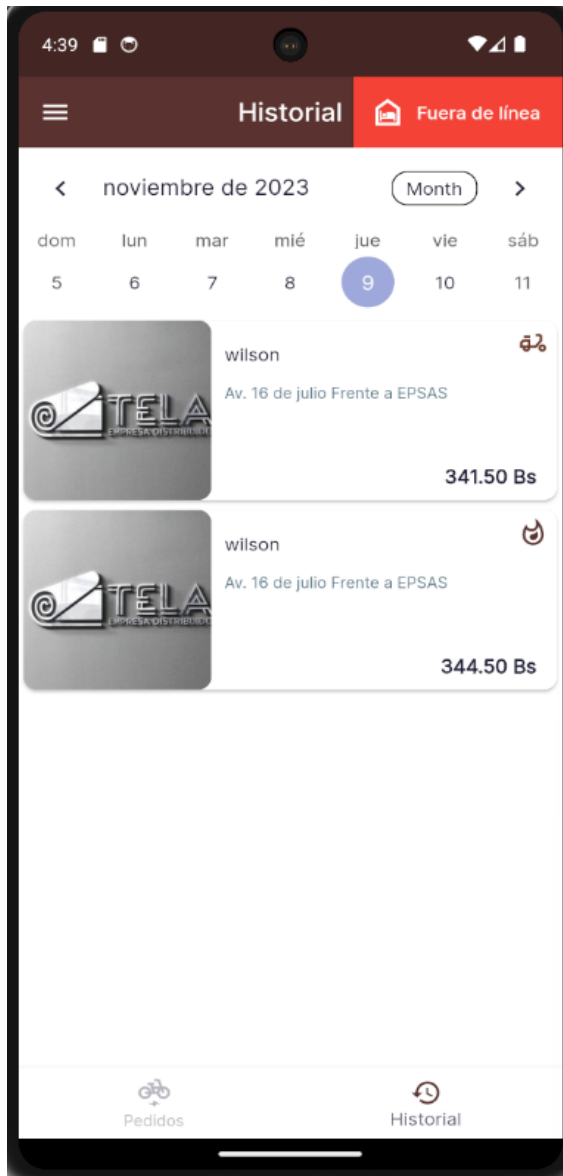 4:39
Historial
Fuera de línea
noviembre de 2023
Month
dom lun mar mié jue vie sáb
5 6 7 8 9 10 11
wilson
Av. 16 de julio Frente a EPSAS
TELA
341.50 Bs
wilson
Av. 16 de julio Frente a EPSAS
TELA
344.50 Bs
Pedidos
Historial